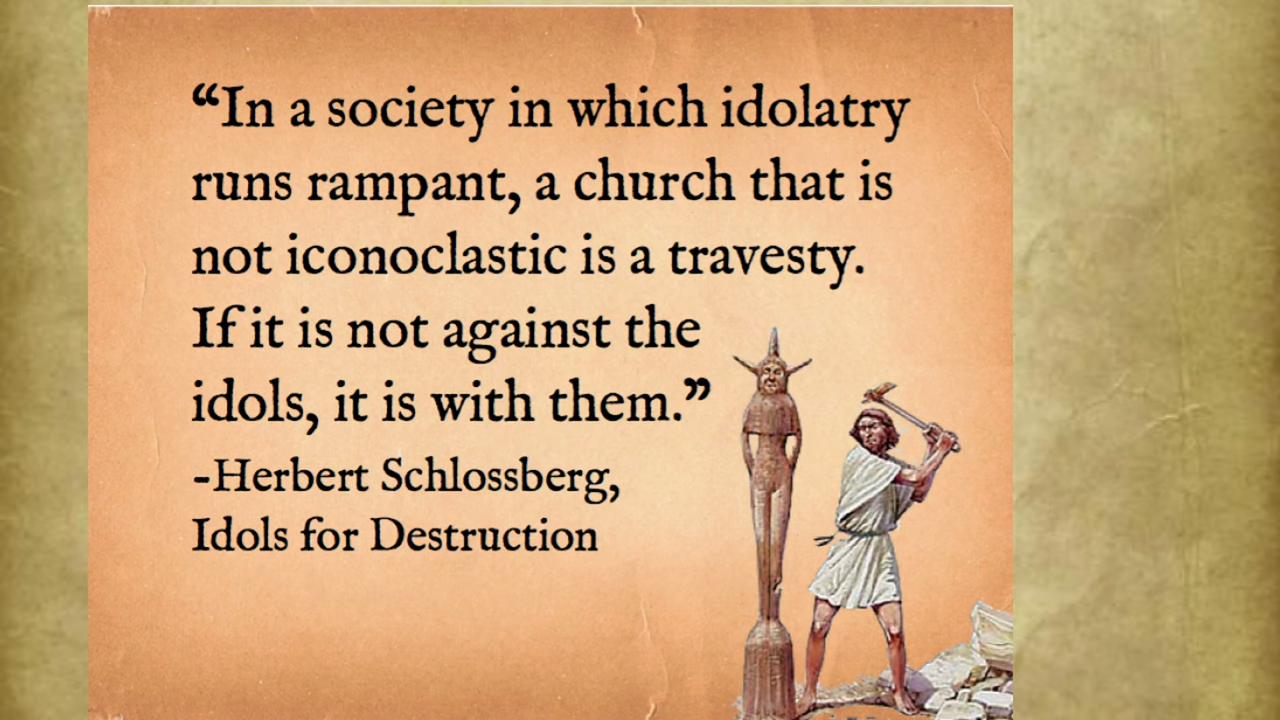 “In a society in which idolatry
runs rampant, a church that is
not iconoclastic is a travesty.
If it is not against the
idols, it is with them.”
-Herbert Schlossberg,
Idols for Destruction